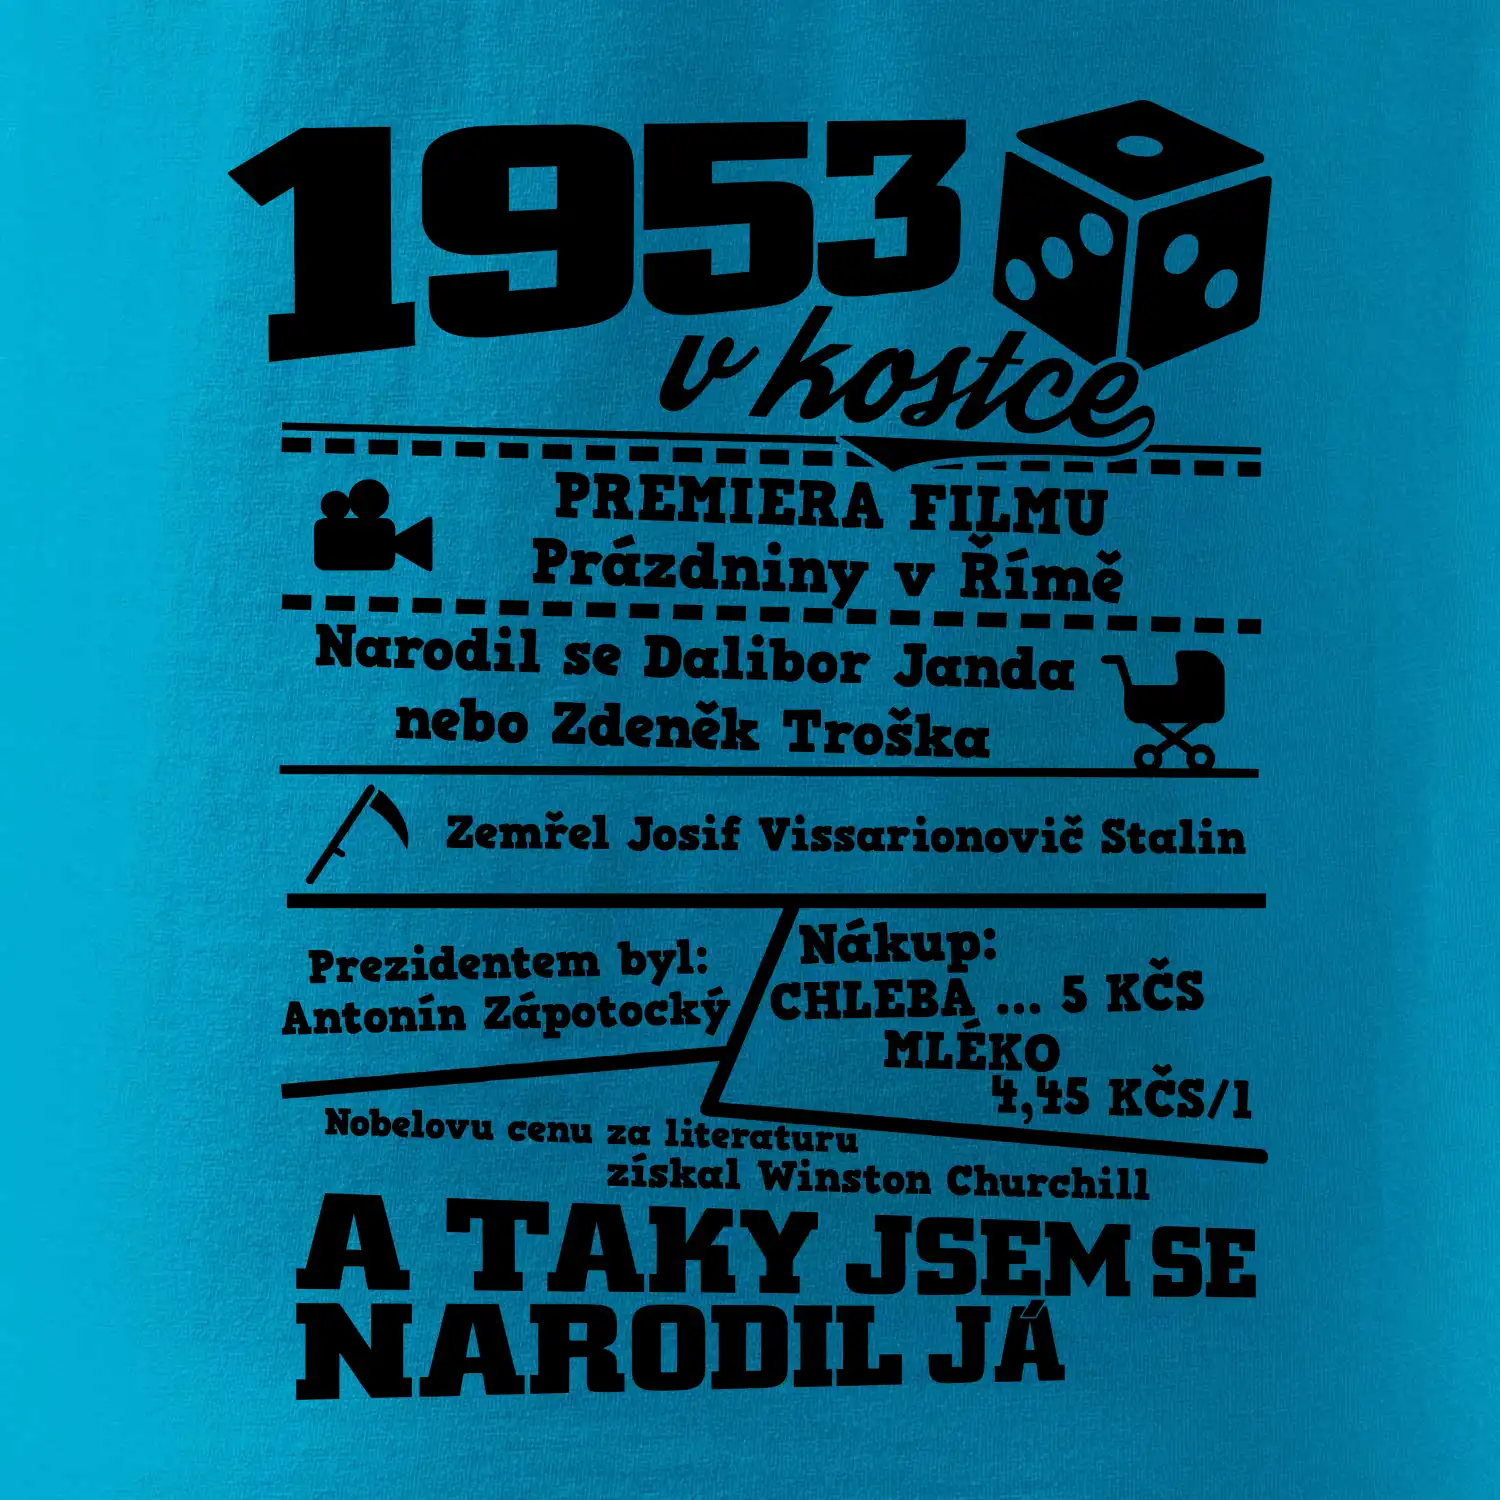 1953
v kostce
PREMIERA FILMU
Prázdniny v Římě
Narodil se Dalibor Janda
nebo Zdeněk Troška
Zemřel Josif Vissarionovič Stalin
Prezidentem byl:
Antonín Zápotocký
Nákup:
CHLEBA ... 5 KČS
MLÉKO
4,45 KČS/l
Nobelovu cenu za literaturu
získal Winston Churchill
A TAKY JSEM SE
NARODIL JÁ